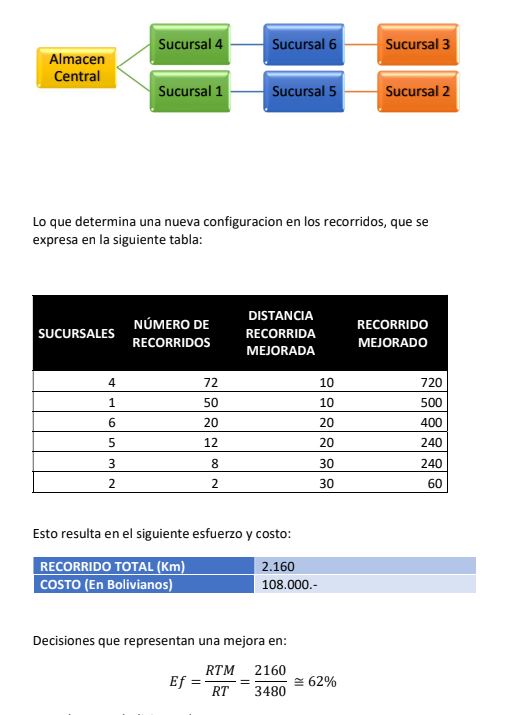 Almacen
Central
Sucursal 4
Sucursal 6
Sucursal 3
Sucursal 1
Sucursal 5
Sucursal 2
Lo que determina una nueva configuracion en los recorridos, que se
expresa en la siguiente tabla:
SUCURSALES NÚMERO DE RECORRIDOS DISTANCIA RECORRIDA MEJORADA RECORRIDO MEJORADO
4 72 10 720
1 50 10 500
6 20 20 400
5 12 20 240
3 8 30 240
2 2 30 60
Esto resulta en el siguiente esfuerzo y costo:
RECORRIDO TOTAL (Km) 2.160
COSTO (En Bolivianos) 108.000.-
Decisiones que representan una mejora en:
Ef = RTM/RT = 2160/3480 ≅ 62%